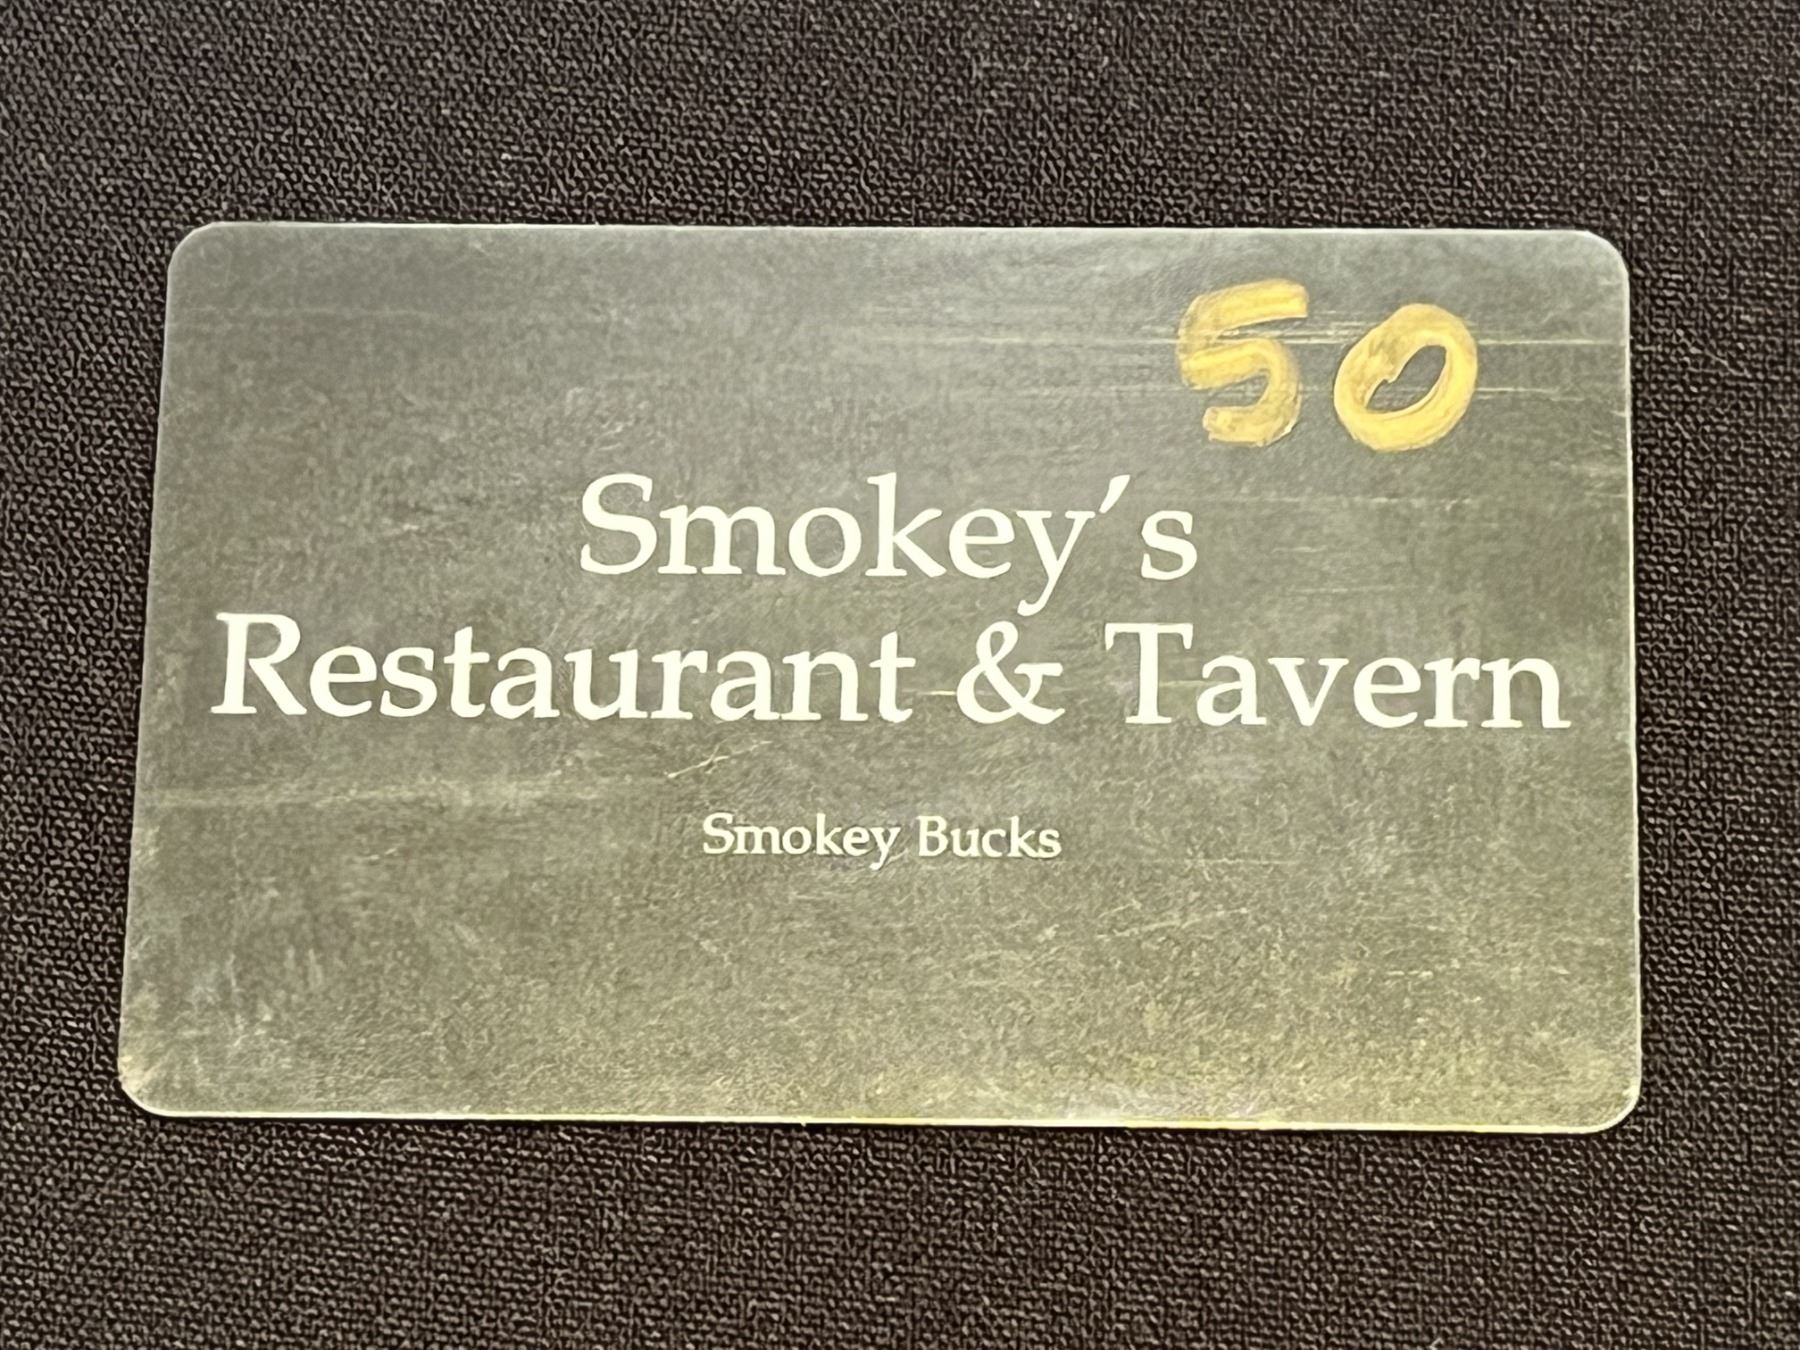 50
Smokey's
Restaurant & Tavern
Smokey Bucks